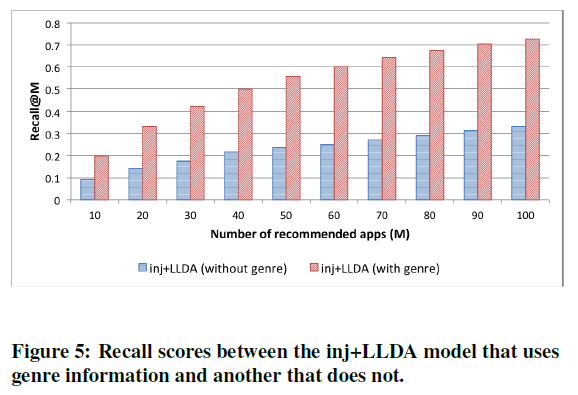 0.8
0.7
0.6
0.5
0.4
0.3
0.2
0.1
0
Recall@M
10 20 30 40 50 60 70 80 90 100
Number of recommended apps (M)
inj+LLDA (without genre) inj+LLDA (with genre)
Figure 5: Recall scores between the inj+LLDA model that uses
genre information and another that does not.